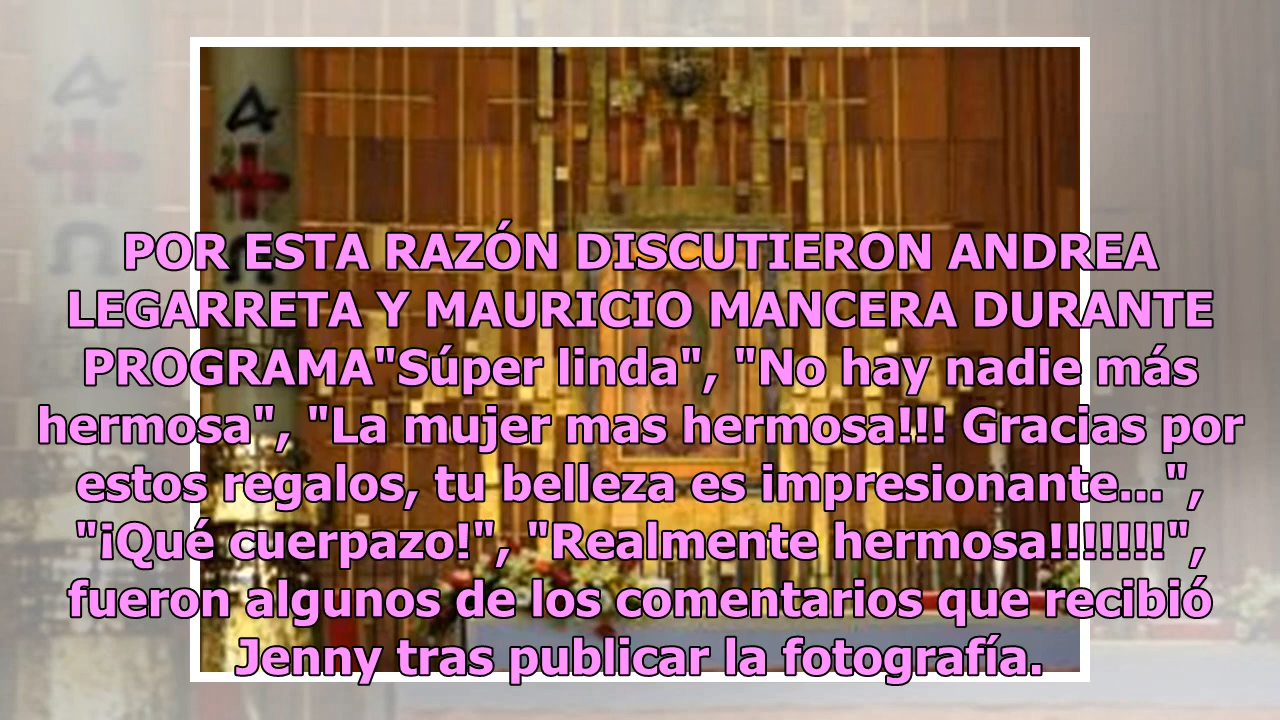 POR ESTA RAZÓN DISCUTIERON ANDREA
LEGARRETA Y MAURICIO MANCERA DURANTE
PROGRAMA"Súper linda", "No hay nadie más
hermosa", "La mujer mas hermosa!!! Gracias por
estos regalos, tu belleza es impresionante...",
"¡Qué cuerpazo!", "Realmente hermosa!!!!!!!",
fueron algunos de los comentarios que recibió
Jenny tras publicar la fotografía.